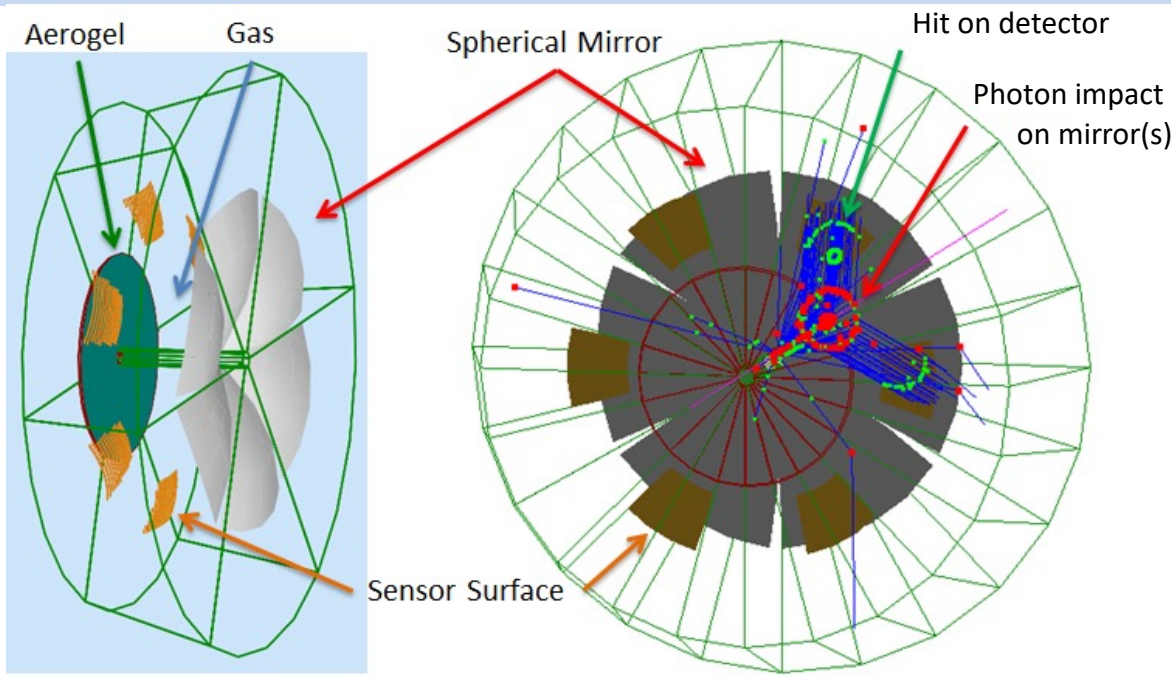 Aerogel
Gas
Spherical Mirror
Hit on detector
Photon impact
on mirror(s)
Sensor Surface